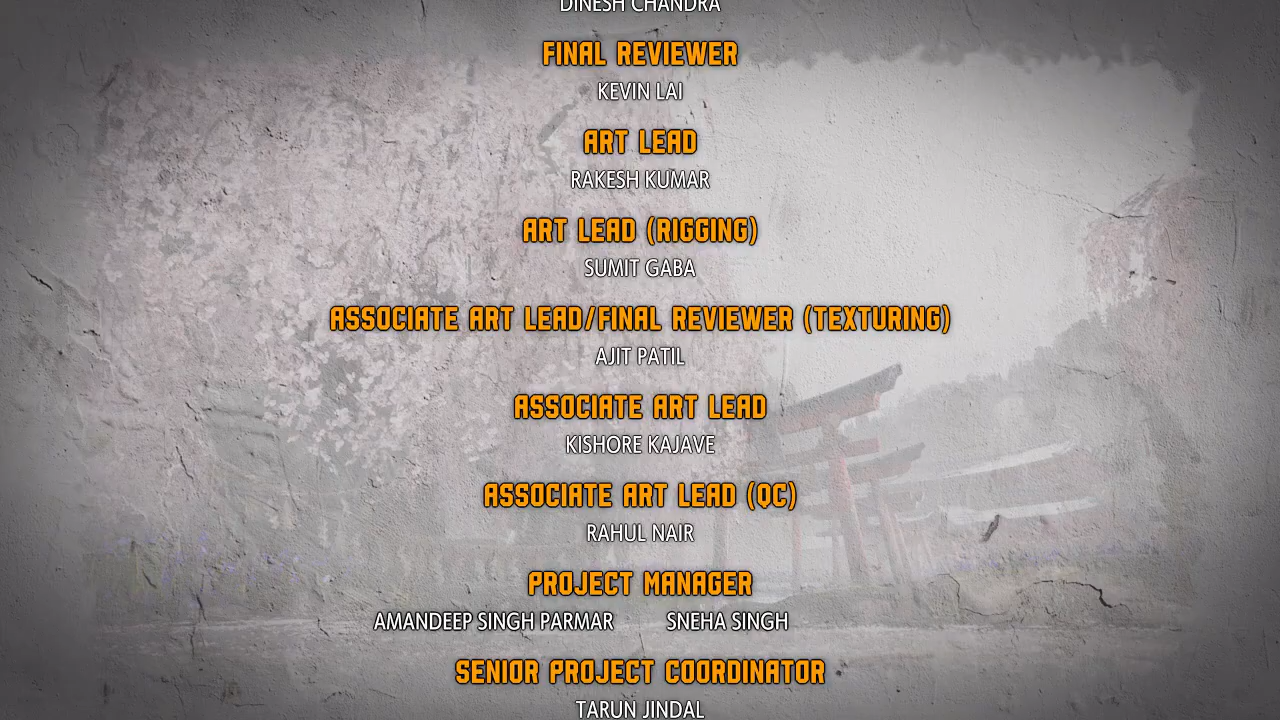 DINESH CHANDRA
FINAL REVIEWER
KEVIN LAI
ART LEAD
RAKESH KUMAR
ART LEAD (RIGGING)
SUMIT GABA
ASSOCIATE ART LEAD/FINAL REVIEWER (TEXTURING)
AJIT PATIL
ASSOCIATE ART LEAD
KISHORE KAJAVE
ASSOCIATE ART LEAD (QC)
RAHUL NAIR
PROJECT MANAGER
AMANDEEP SINGH PARMAR SNEHA SINGH
SENIOR PROJECT COORDINATOR
TARUN JINDAL